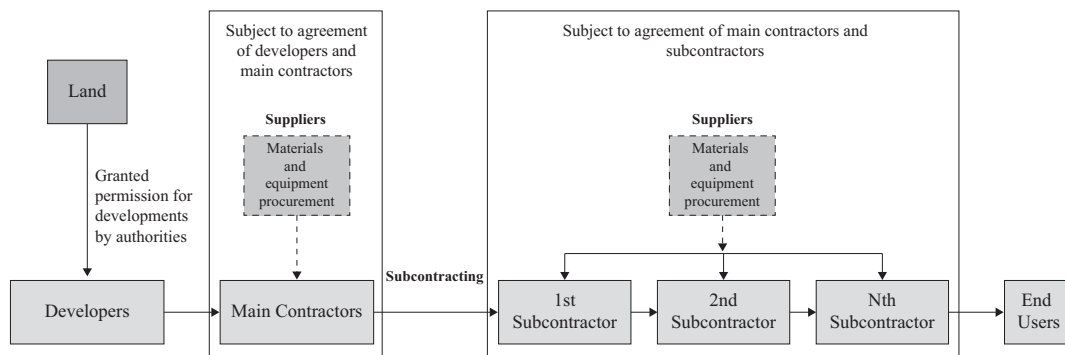 Subject to agreement
of developers and
main contractors
Subject to agreement of main contractors and
subcontractors
Land
Suppliers
Materials
and
equipment
procurement
Suppliers
Materials
and
equipment
procurement
Granted
permission for
developments
by authorities
Subcontracting
Developers
Main Contractors
1st
Subcontractor
2nd
Subcontractor
Nth
Subcontractor
End
Users